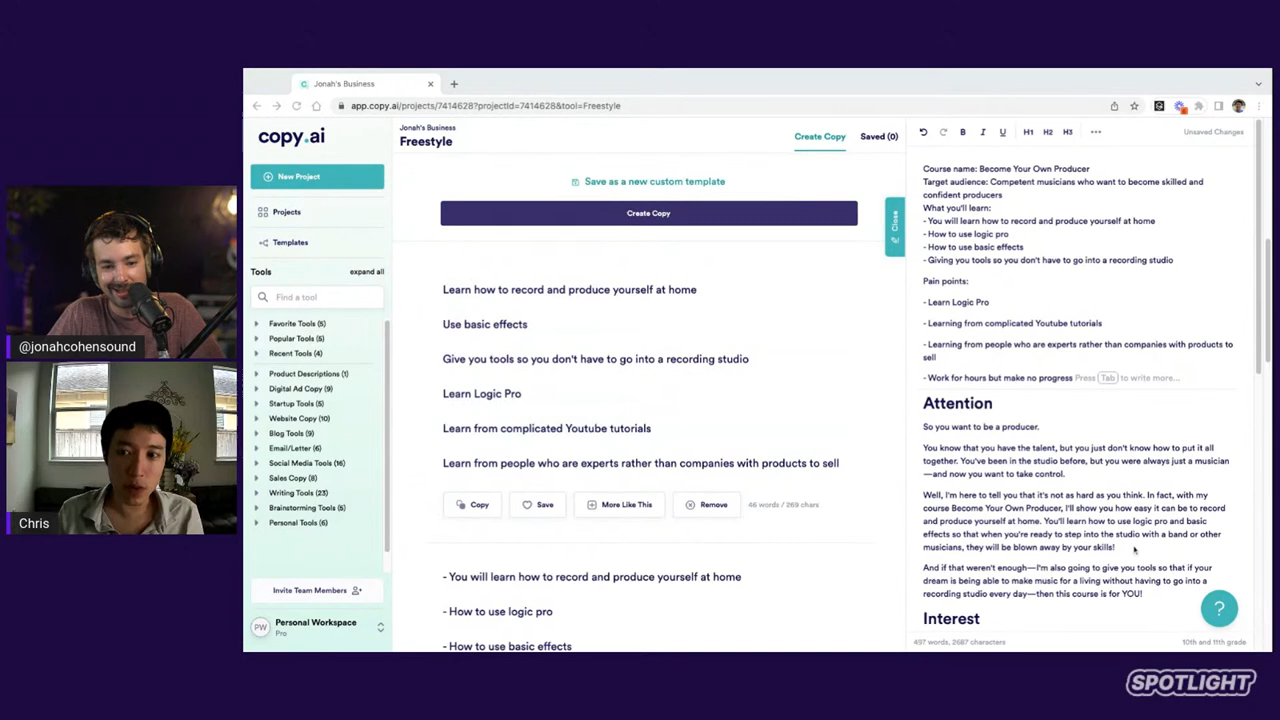 Jonah's Business
app.copy.ai/projects/7414628?projectId=7414628&tool=Freestyle
copy.ai
New Project
Projects
Templates
Tools
expand all
Find a tool
Favorite Tools (5)
Popular Tools (5)
Recent Tools (4)
Product Descriptions (1)
Digital Ad Copy (9)
Startup Tools (5)
Website Copy (10)
Blog Tools (9)
Email/Letter (6)
Social Media Tools (16)
Sales Copy (8)
Writing Tools (23)
Brainstorming Tools (5)
Personal Tools (6)
Invite Team Members
PW
Personal Workspace
Pro
Jonah's Business
Freestyle
Create Copy
Saved (0)
Save as a new custom template
Create Copy
Close
Learn how to record and produce yourself at home
Use basic effects
Give you tools so you don't have to go into a recording studio
Learn Logic Pro
Learn from complicated Youtube tutorials
Learn from people who are experts rather than companies with products to sell
Copy
Save
More Like This
Remove
46 words / 269 chars
- You will learn how to record and produce yourself at home
- How to use logic pro
- How to use basic effects
B I U H1 H2 H3 •••
Unsaved Changes
Course name: Become Your Own Producer
Target audience: Competent musicians who want to become skilled and
confident producers
What you'll learn:
- You will learn how to record and produce yourself at home
- How to use logic pro
- How to use basic effects
- Giving you tools so you don't have to go into a recording studio
Pain points:
- Learn Logic Pro
- Learning from complicated Youtube tutorials
- Learning from people who are experts rather than companies with products to
sell
- Work for hours but make no progress Press Tab to write more...
Attention
So you want to be a producer.
You know that you have the talent, but you just don't know how to put it all
together. You've been in the studio before, but you were always just a musician
—and now you want to take control.
Well, I'm here to tell you that it's not as hard as you think. In fact, with my
course Become Your Own Producer, I'll show you how easy it can be to record
and produce yourself at home. You'll learn how to use logic pro and basic
effects so that when you're ready to step into the studio with a band or other
musicians, they will be blown away by your skills!
And if that weren't enough—I'm also going to give you tools so that if your
dream is being able to make music for a living without having to go into a
recording studio every day—then this course is for YOU!
Interest
?
497 words, 2687 characters
10th and 11th grade
@jonahcohensound
Chris
SPOTLIGHT